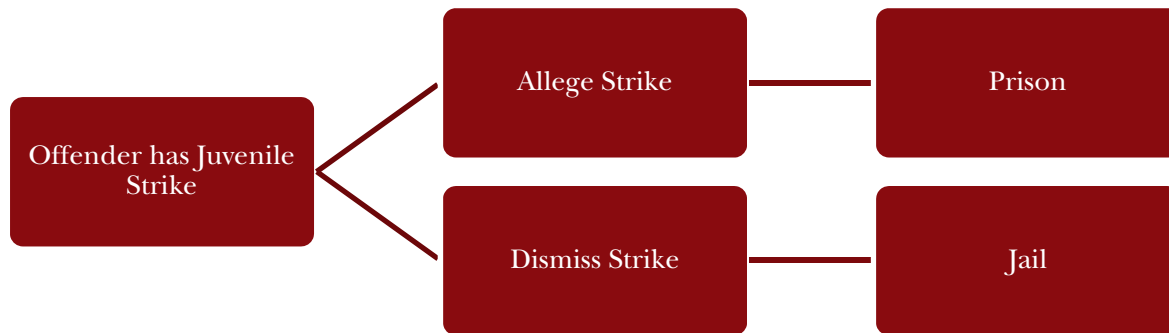 Offender has Juvenile
Strike
Allege Strike
Prison
Dismiss Strike
Jail